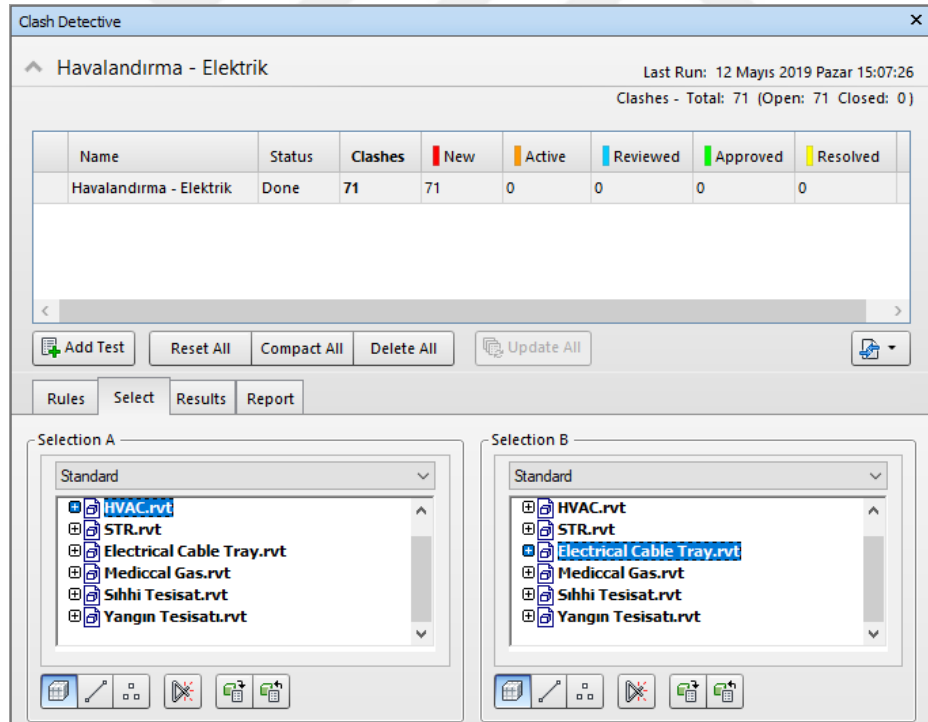 Clash Detective
Havalandırma - Elektrik
Last Run: 12 Mayıs 2019 Pazar 15:07:26
Clashes - Total: 71 (Open: 71 Closed: 0)
Name Status Clashes New Active Reviewed Approved Resolved
Havalandırma - Elektrik Done 71 71 0 0 0 0
Add Test Reset All Compact All Delete All Update All
Rules Select Results Report
Selection A
Standard
HVAC.rvt
STR.rvt
Electrical Cable Tray.rvt
Mediccal Gas.rvt
Sıhhi Tesisat.rvt
Yangın Tesisatı.rvt
Selection B
Standard
HVAC.rvt
STR.rvt
Electrical Cable Tray.rvt
Mediccal Gas.rvt
Sıhhi Tesisat.rvt
Yangın Tesisatı.rvt